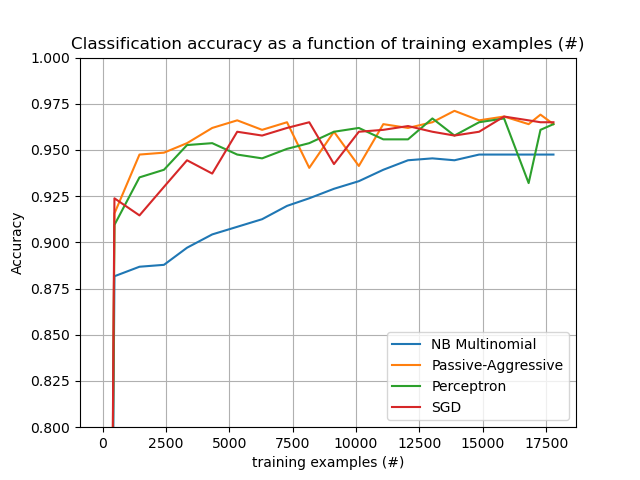 Classification accuracy as a function of training examples (#)
1.000
0.975
0.950
0.925
0.900
0.875
0.850
0.825
0.800
Accuracy
NB Multinomial
Passive-Aggressive
Perceptron
SGD
0 2500 5000 7500 10000 12500 15000 17500
training examples (#)